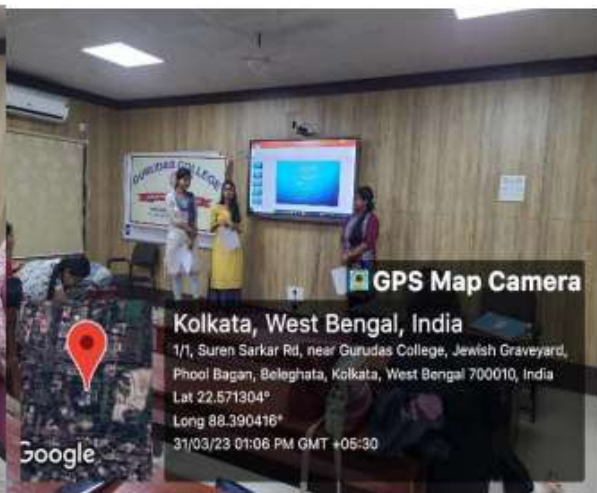 GURUDAS COLLEGE
GPS Map Camera
Kolkata, West Bengal, India
1/1, Suren Sarkar Rd, near Gurudas College, Jewish Graveyard,
Phool Bagan, Beleghata, Kolkata, West Bengal 700010, India
Lat 22.571304°
Long 88.390416°
31/03/23 01:06 PM GMT +05:30
Google